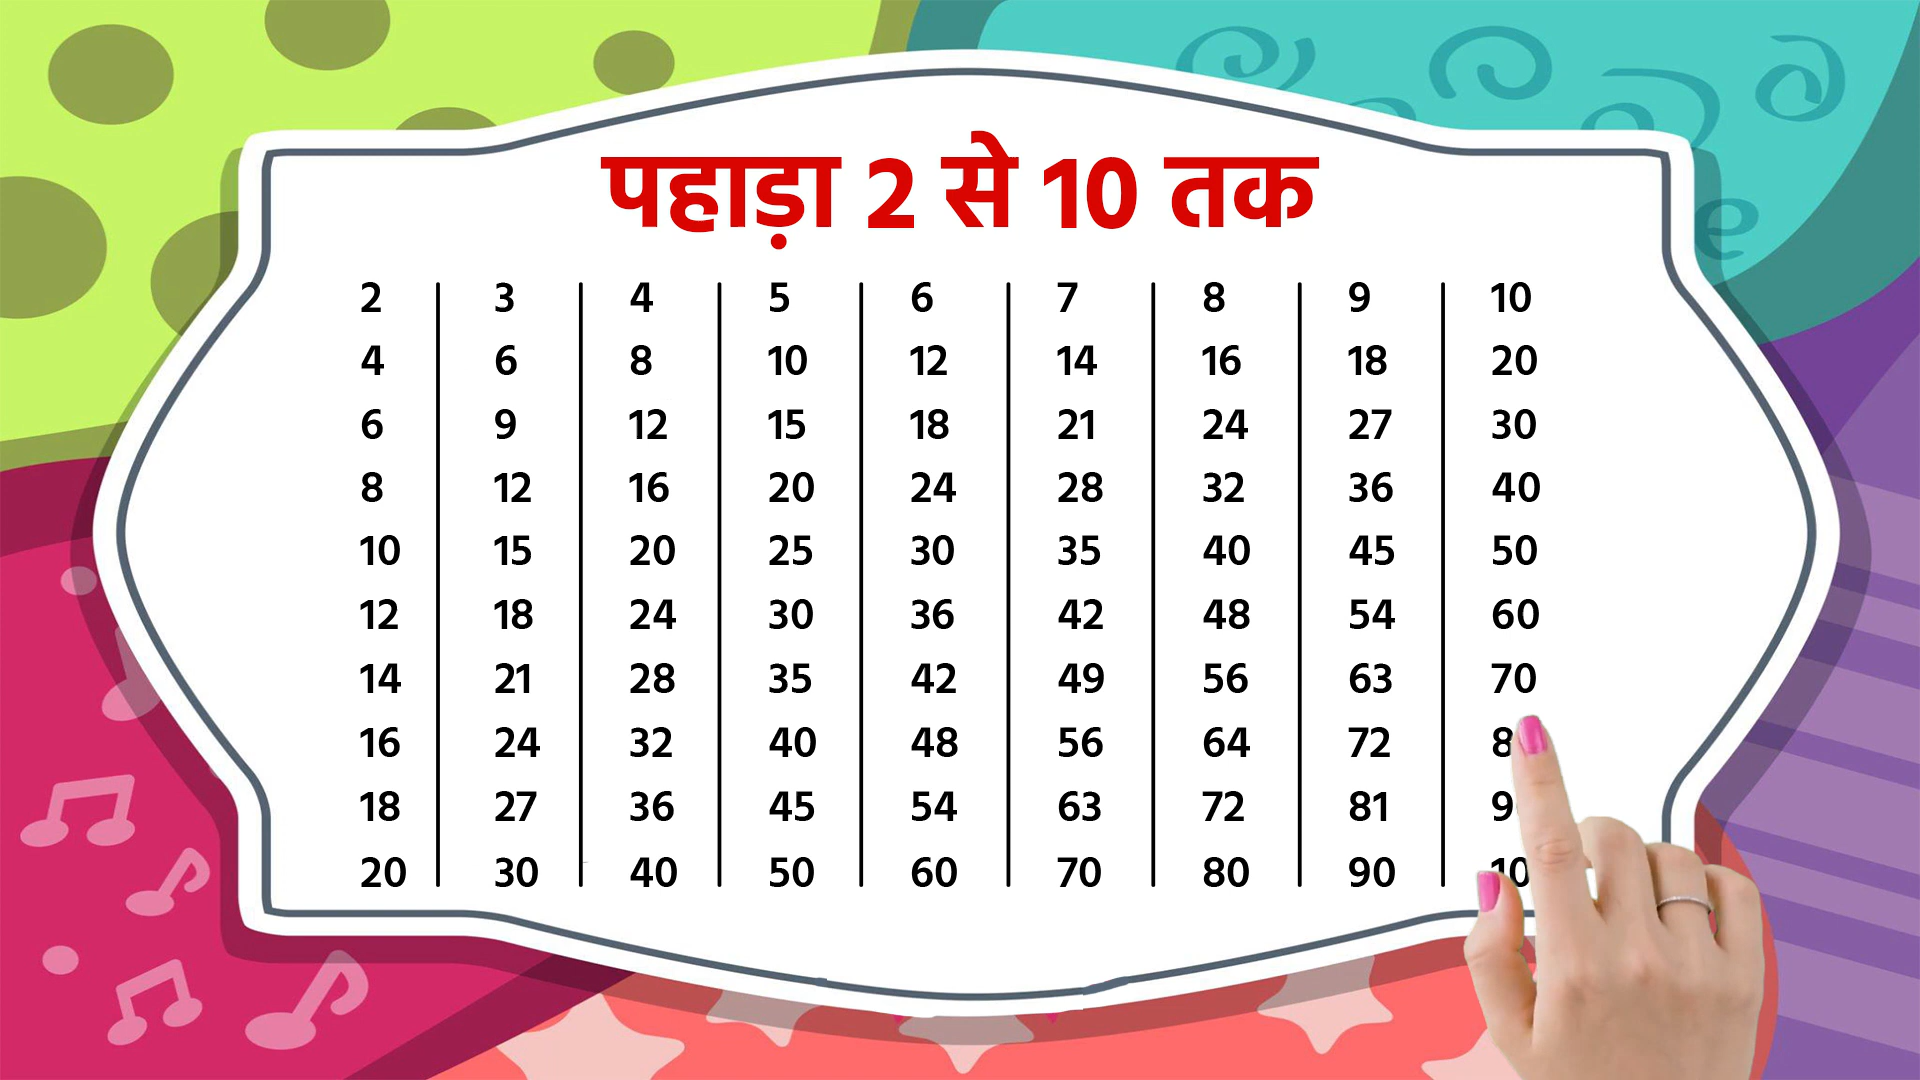 पहाड़ा 2 से 10 तक
2 3 4 5 6 7 8 9 10
4 6 8 10 12 14 16 18 20
6 9 12 15 18 21 24 27 30
8 12 16 20 24 28 32 36 40
10 15 20 25 30 35 40 45 50
12 18 24 30 36 42 48 54 60
14 21 28 35 42 49 56 63 70
16 24 32 40 48 56 64 72
18 27 36 45 54 63 72 81
20 30 40 50 60 70 80 90